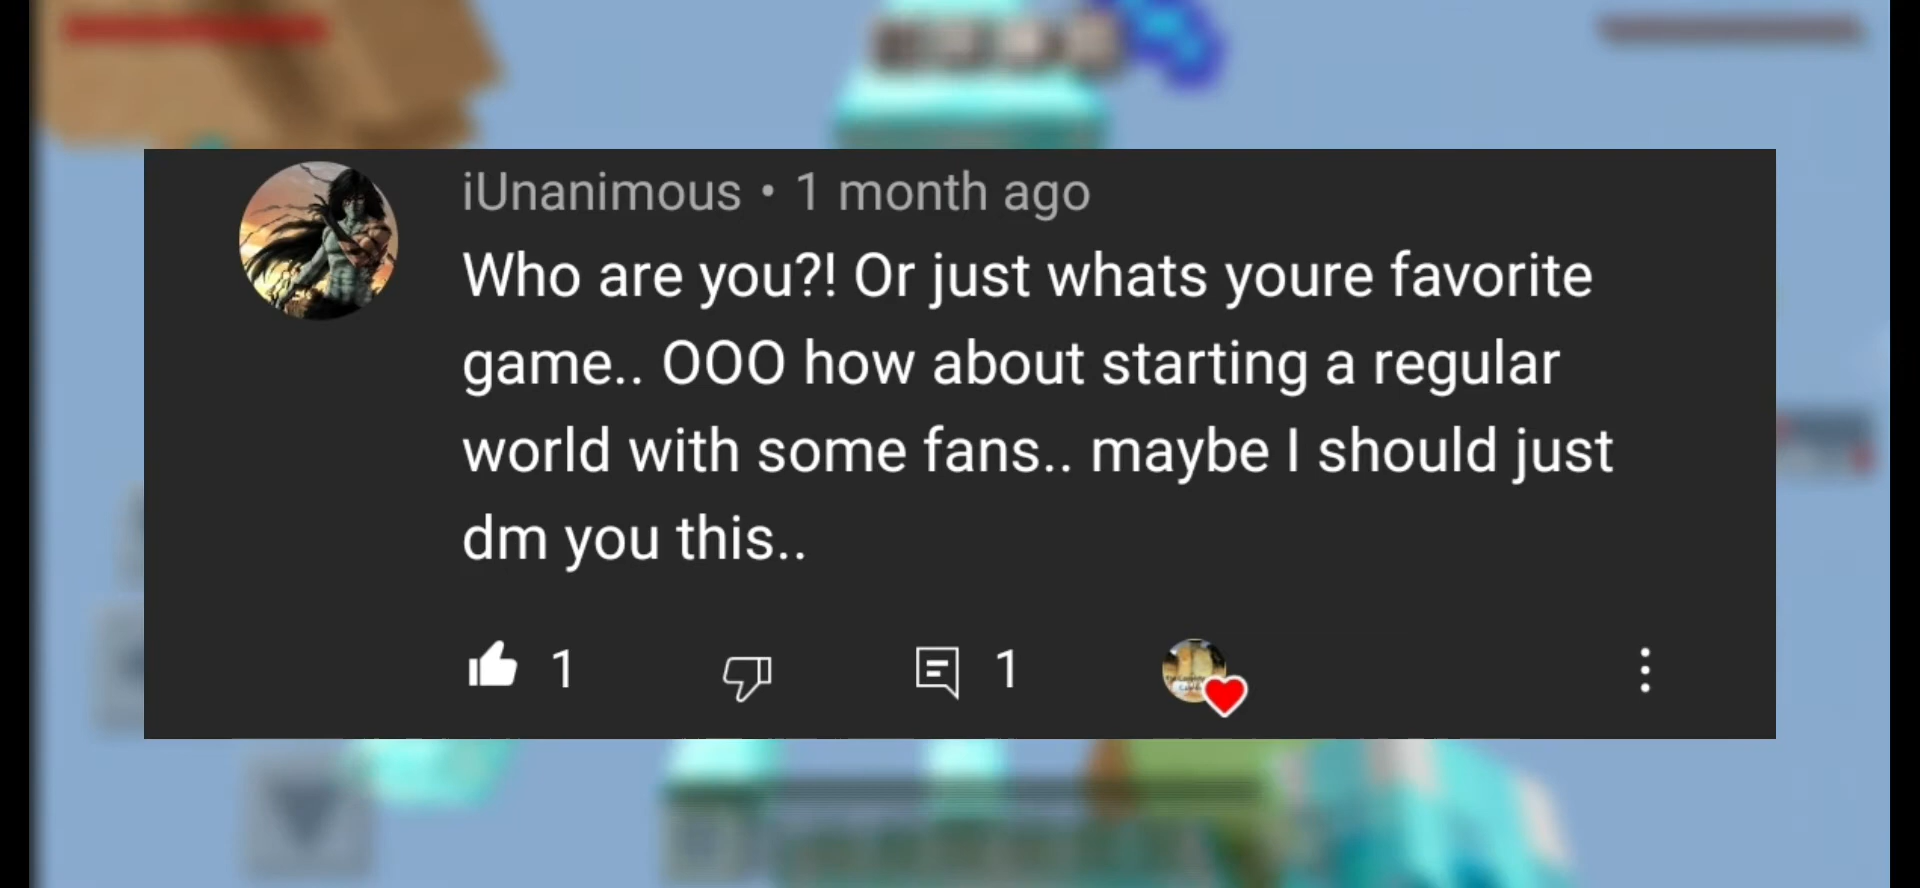 iUnanimous • 1 month ago
Who are you?! Or just whats youre favorite
game.. OOO how about starting a regular
world with some fans.. maybe I should just
dm you this..
1 1